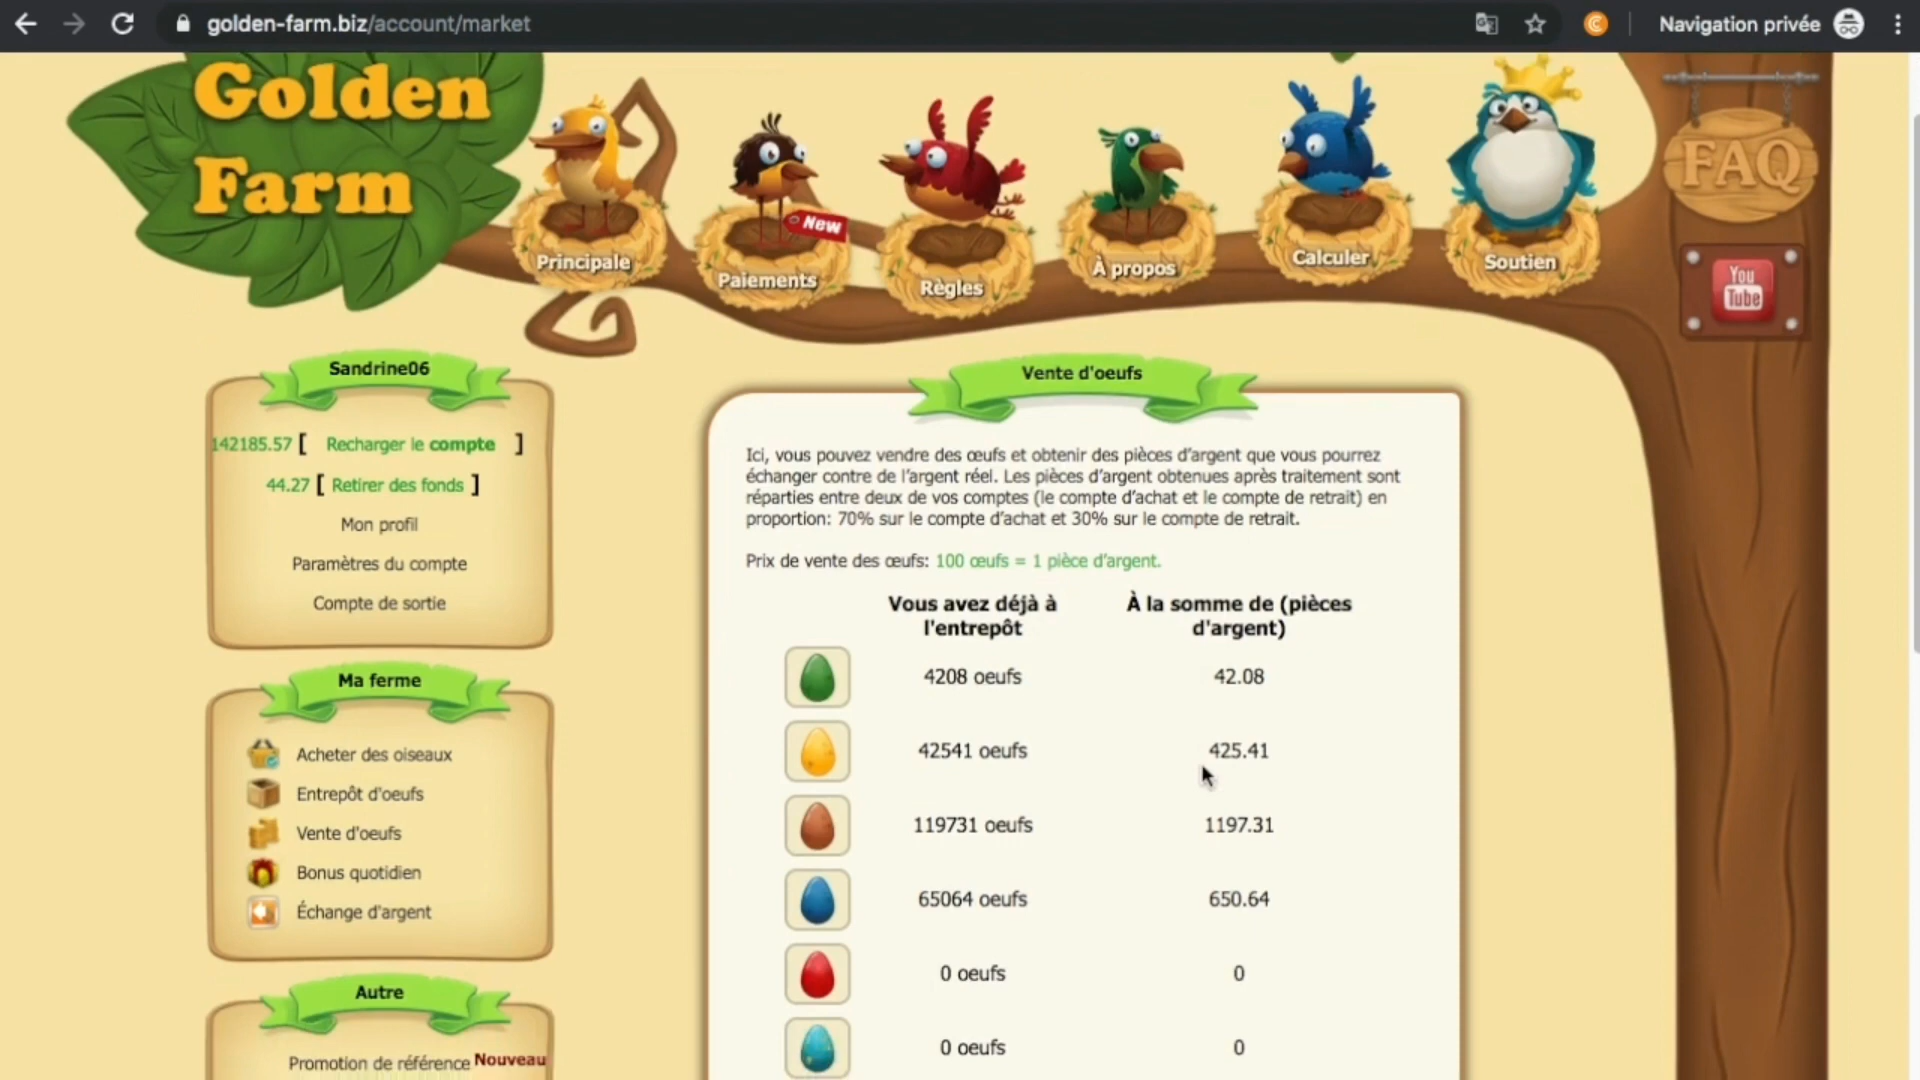 golden-farm.biz/account/market
Navigation privée
Golden
Farm
Principale
Paiements
New
Règles
À propos
Calculer
Soutien
FAQ
You
Tube
Sandrine06
142185.57 [ Recharger le compte ]
44.27 [ Retirer des fonds ]
Mon profil
Paramètres du compte
Compte de sortie
Ma ferme
Acheter des oiseaux
Entrepôt d'oeufs
Vente d'oeufs
Bonus quotidien
Échange d'argent
Autre
Promotion de référence Nouveau
Vente d'oeufs
Ici, vous pouvez vendre des œufs et obtenir des pièces d'argent que vous pourrez
échanger contre de l'argent réel. Les pièces d'argent obtenues après traitement sont
réparties entre deux de vos comptes (le compte d'achat et le compte de retrait) en
proportion: 70% sur le compte d'achat et 30% sur le compte de retrait.
Prix de vente des œufs: 100 œufs = 1 pièce d'argent.
Vous avez déjà à
l'entrepôt
À la somme de (pièces
d'argent)
4208 oeufs 42.08
42541 oeufs 425.41
119731 oeufs 1197.31
65064 oeufs 650.64
0 oeufs 0
0 oeufs 0